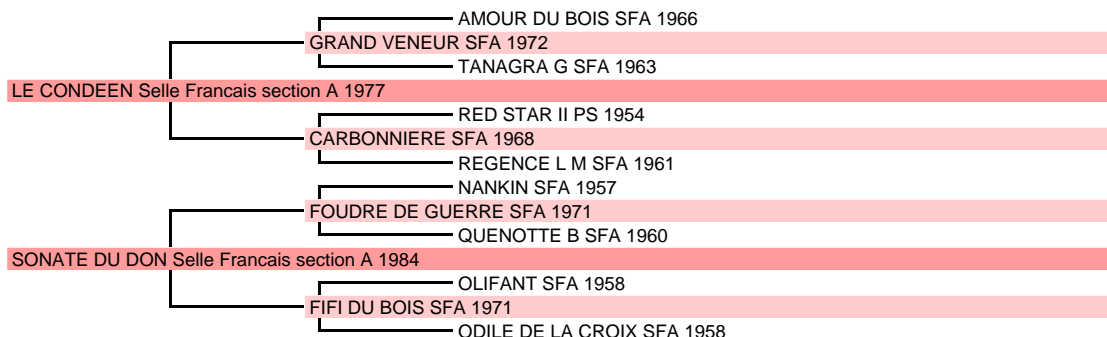 AMOUR DU BOIS SFA 1966
GRAND VENEUR SFA 1972
TANAGRA G SFA 1963
LE CONDEEN Selle Francais section A 1977
RED STAR II PS 1954
CARBONNIERE SFA 1968
REGENCE L M SFA 1961
NANKIN SFA 1957
FOUDRE DE GUERRE SFA 1971
QUENOTTE B SFA 1960
SONATE DU DON Selle Francais section A 1984
OLIFANT SFA 1958
FIFI DU BOIS SFA 1971
ODILE DE LA CROIX SFA 1958